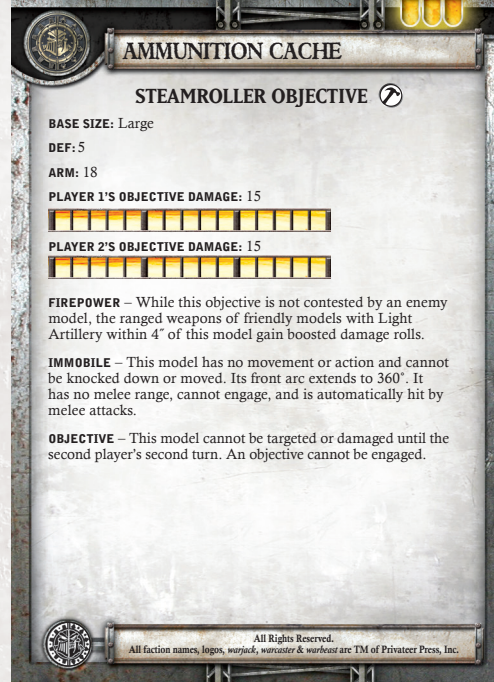 AMMUNITION CACHE
STEAMROLLER OBJECTIVE
BASE SIZE: Large
DEF: 5
ARM: 18
PLAYER 1'S OBJECTIVE DAMAGE: 15
PLAYER 2'S OBJECTIVE DAMAGE: 15
FIREPOWER – While this objective is not contested by an enemy
model, the ranged weapons of friendly models with Light
Artillery within 4˝ of this model gain boosted damage rolls.
IMMOBILE – This model has no movement or action and cannot
be knocked down or moved. Its front arc extends to 360°. It
has no melee range, cannot engage, and is automatically hit by
melee attacks.
OBJECTIVE – This model cannot be targeted or damaged until the
second player's second turn. An objective cannot be engaged.
All Rights Reserved.
All faction names, logos, warjack, warcaster & warbeast are TM of Privateer Press, Inc.